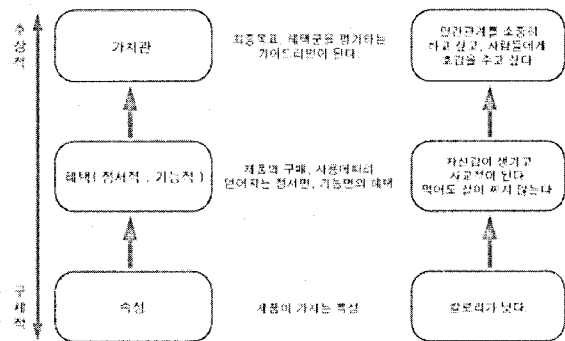 추상적
가치관
최종목표, 혜택군을 평가하는
가이드라인이 된다.
인간관계를 소중히
하고 싶고, 사람들에게
호감을 주고 싶다
혜택( 정서적 , 기능적 )
제품의 구매, 사용에따라
얻어지는 정서면, 기능면의 혜택
자신감이 생기고
사교적이 된다
먹어도 살이 찌지 않는다
구체적
속성
제품이 가지는 특성
칼로리가 낮다.